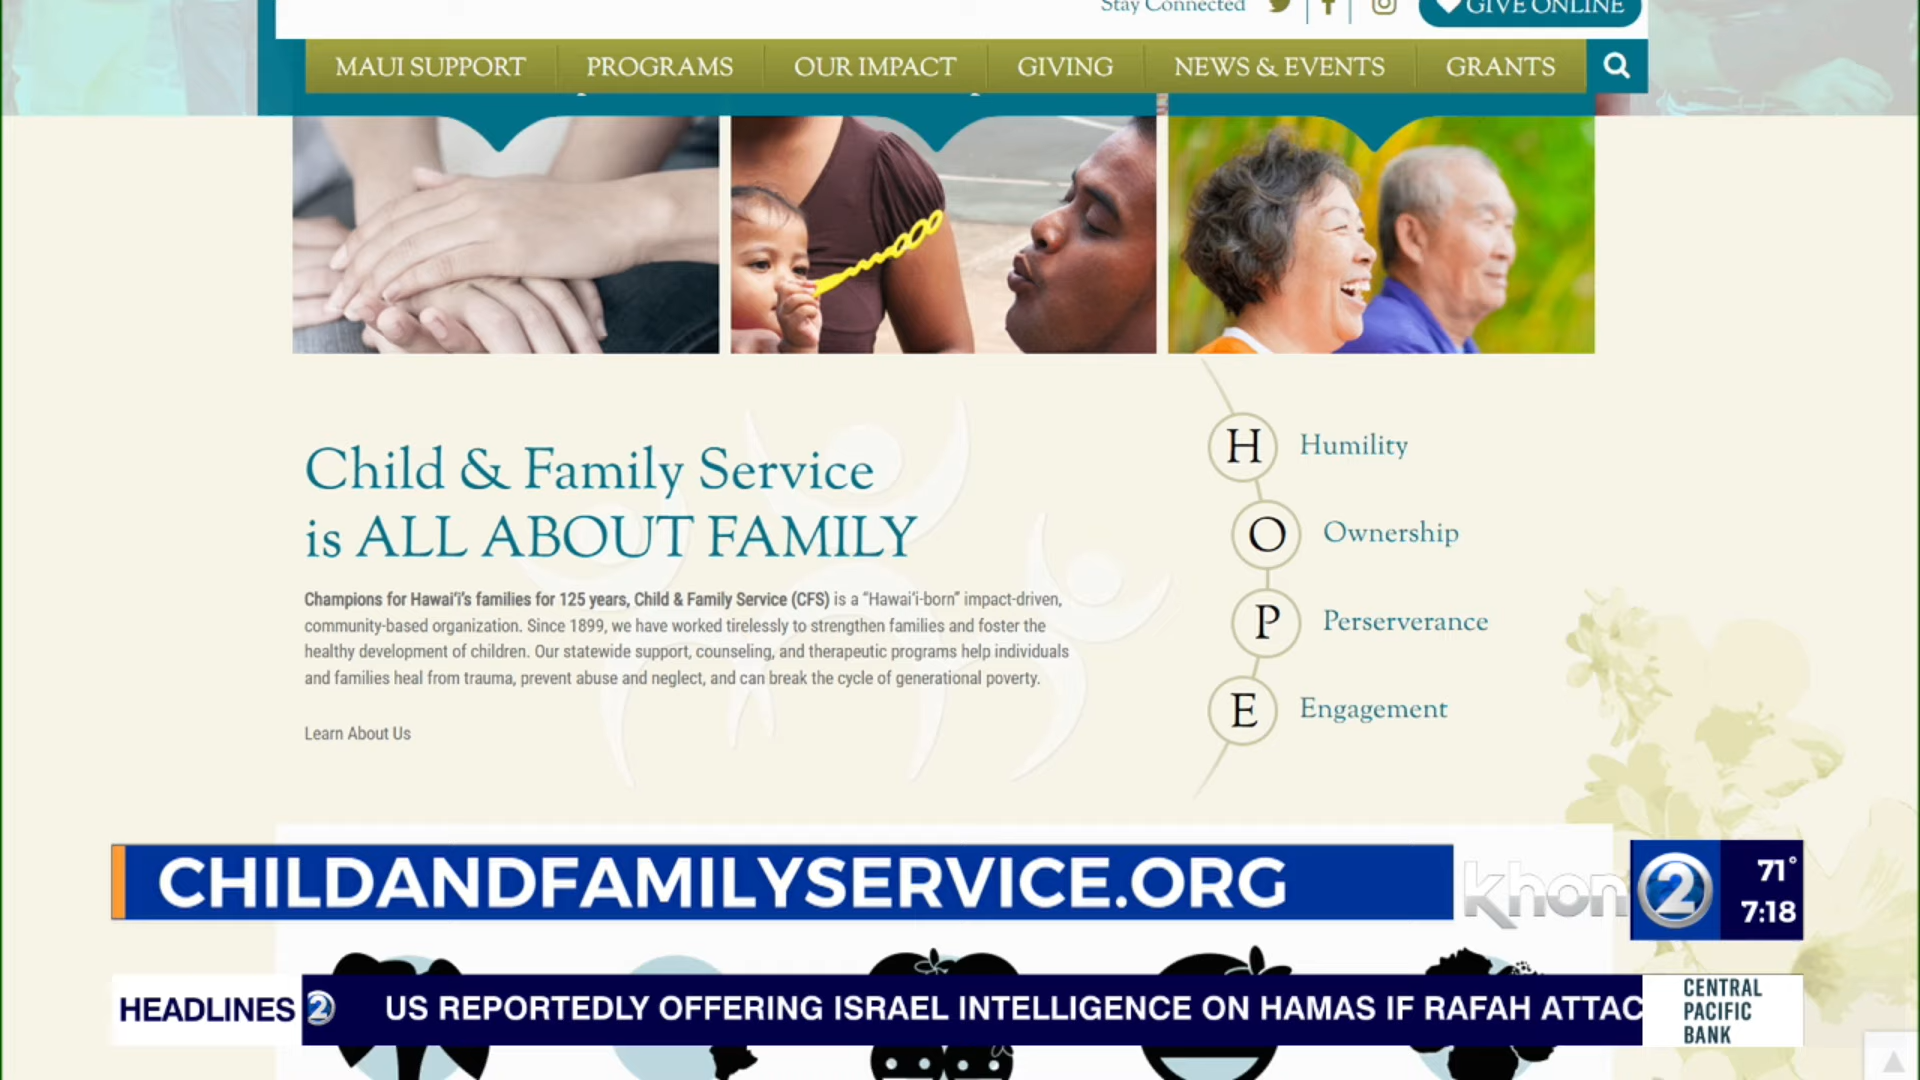 Stay Connected
GIVE ONLINE
MAUI SUPPORT
PROGRAMS
OUR IMPACT
GIVING
NEWS & EVENTS
GRANTS
Child & Family Service
is ALL ABOUT FAMILY
Champions for Hawai‘i’s families for 125 years, Child & Family Service (CFS) is a “Hawai‘i-born” impact-driven,
community-based organization. Since 1899, we have worked tirelessly to strengthen families and foster the
healthy development of children. Our statewide support, counseling, and therapeutic programs help individuals
and families heal from trauma, prevent abuse and neglect, and can break the cycle of generational poverty.
Learn About Us
H Humility
O Ownership
P Perserverance
E Engagement
CHILDANDFAMILYSERVICE.ORG
khon 2
71°
7:18
HEADLINES 2 US REPORTEDLY OFFERING ISRAEL INTELLIGENCE ON HAMAS IF RAFAH ATTAC
CENTRAL
PACIFIC
BANK